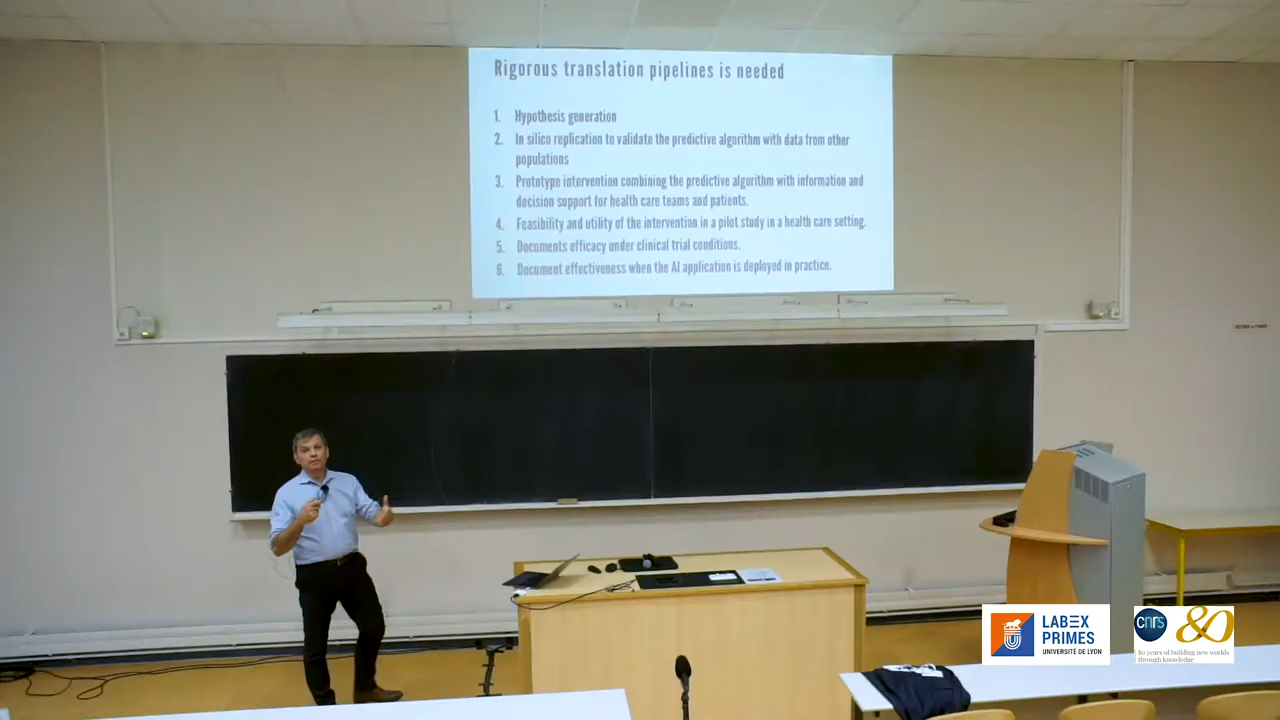 Rigorous translation pipelines is needed
1. Hypothesis generation
2. In silico replication to validate the predictive algorithm with data from other
populations
3. Prototype intervention combining the predictive algorithm with information and
decision support for health care teams and patients.
4. Feasibility and utility of the intervention in a pilot study in a health care setting.
5. Documents efficacy under clinical trial conditions.
6. Document effectiveness when the AI application is deployed in practice.
LABEX
PRIMES
UNIVERSITÉ DE LYON
cnrs
80
80 years of building new worlds
through knowledge